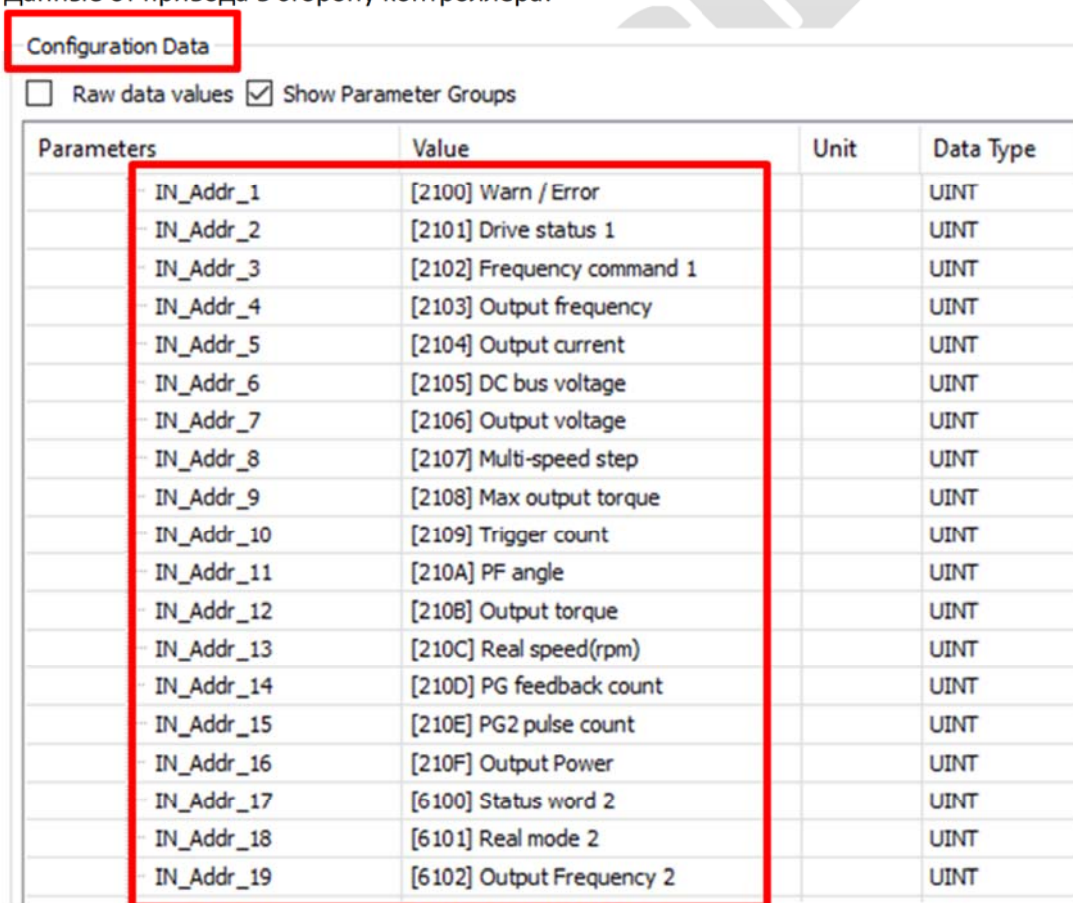 Данные от привода в сторону контроллера:
Configuration Data
Raw data values Show Parameter Groups
Parameters Value Unit Data Type
IN_Addr_1 [2100] Warn / Error UINT
IN_Addr_2 [2101] Drive status 1 UINT
IN_Addr_3 [2102] Frequency command 1 UINT
IN_Addr_4 [2103] Output frequency UINT
IN_Addr_5 [2104] Output current UINT
IN_Addr_6 [2105] DC bus voltage UINT
IN_Addr_7 [2106] Output voltage UINT
IN_Addr_8 [2107] Multi-speed step UINT
IN_Addr_9 [2108] Max output torque UINT
IN_Addr_10 [2109] Trigger count UINT
IN_Addr_11 [210A] PF angle UINT
IN_Addr_12 [210B] Output torque UINT
IN_Addr_13 [210C] Real speed(rpm) UINT
IN_Addr_14 [210D] PG feedback count UINT
IN_Addr_15 [210E] PG2 pulse count UINT
IN_Addr_16 [210F] Output Power UINT
IN_Addr_17 [6100] Status word 2 UINT
IN_Addr_18 [6101] Real mode 2 UINT
IN_Addr_19 [6102] Output Frequency 2 UINT